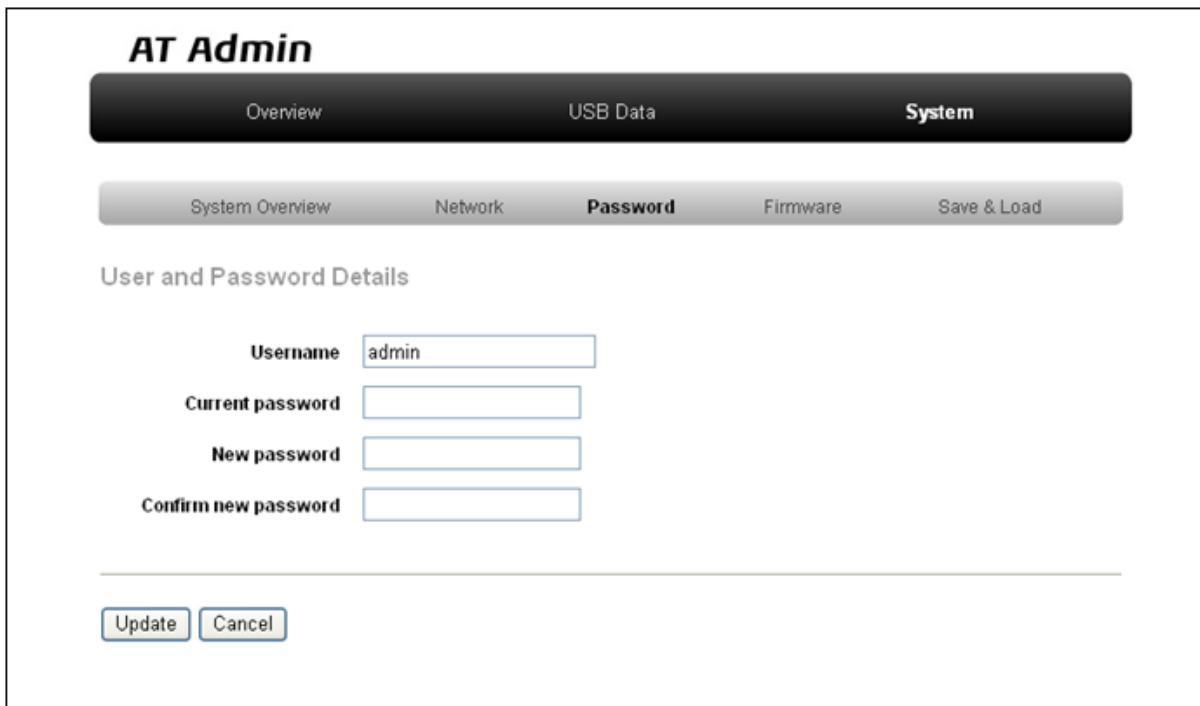 AT Admin
Overview USB Data System
System Overview Network Password Firmware Save & Load
User and Password Details
Username admin
Current password
New password
Confirm new password
Update Cancel